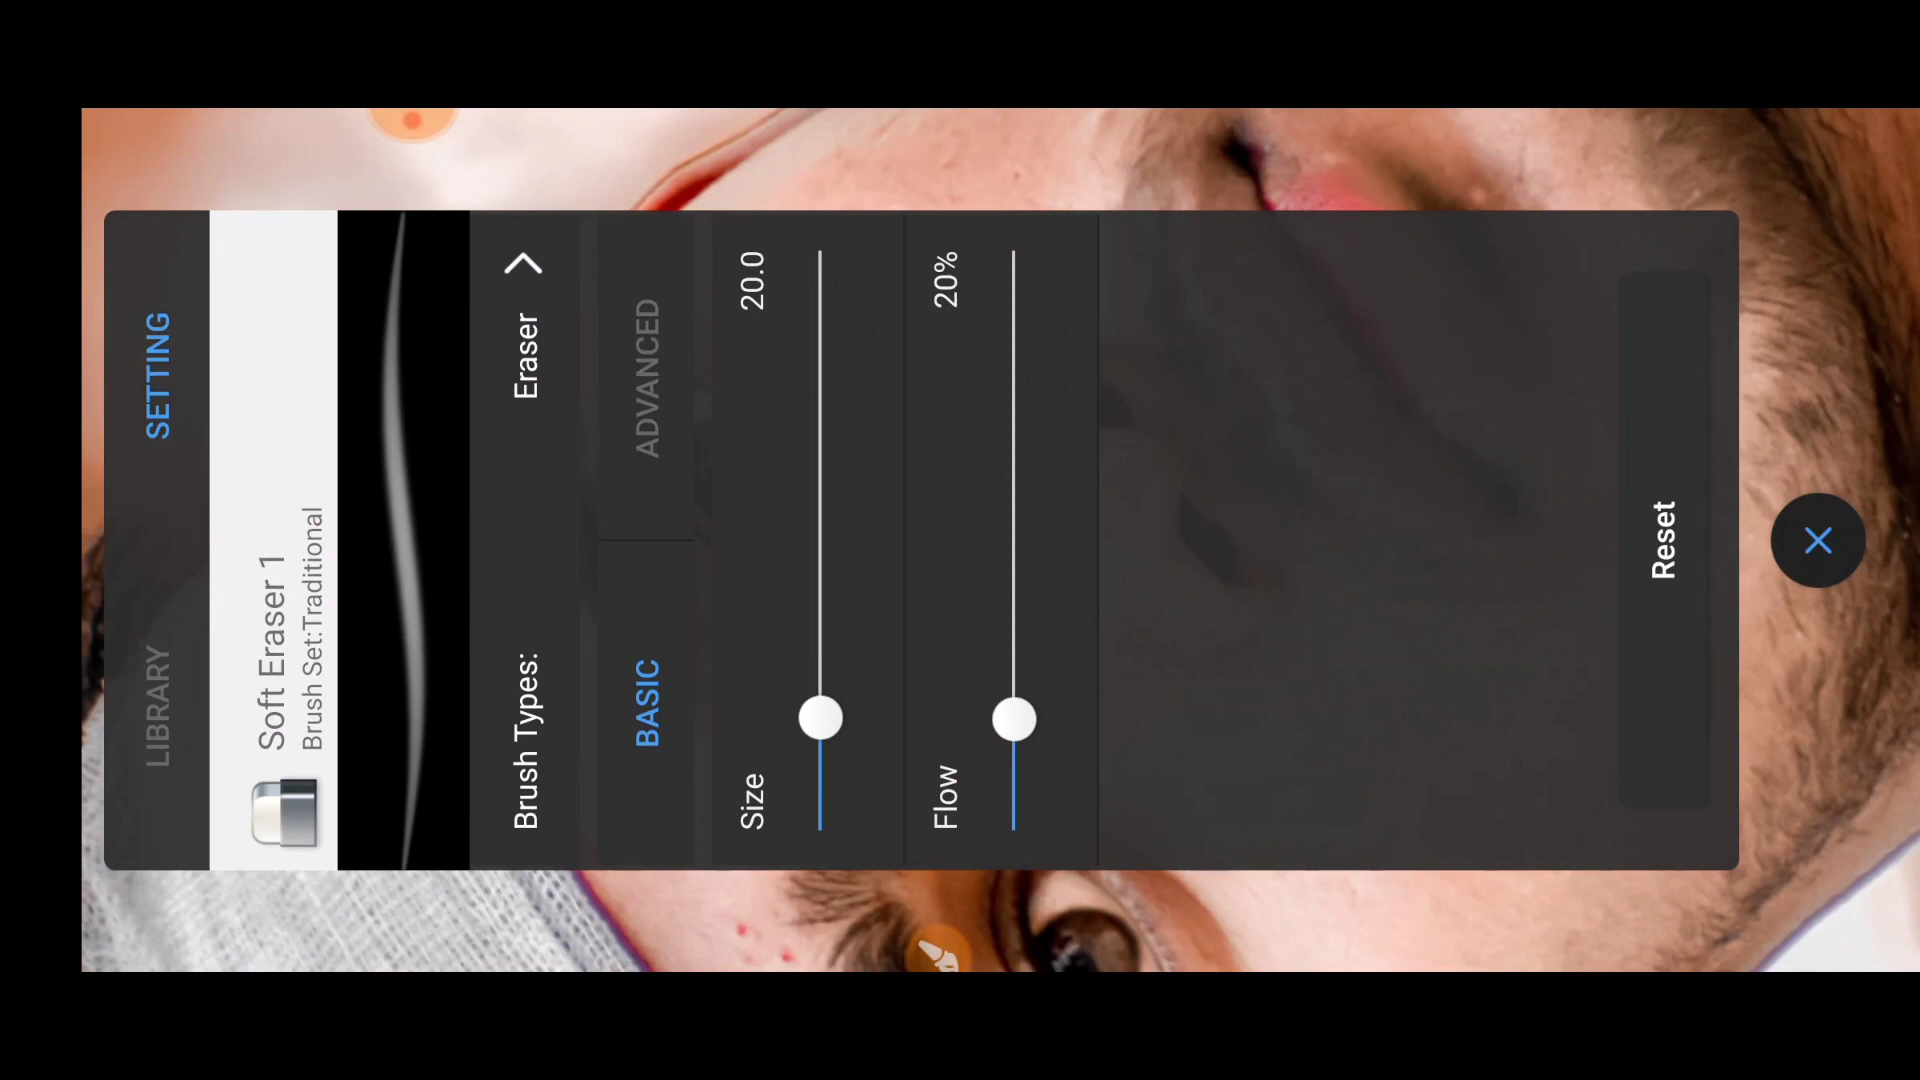 LIBRARY SETTING
Soft Eraser 1
Brush Set:Traditional
Brush Types: Eraser
BASIC ADVANCED
Size 20.0
Flow 20%
Reset